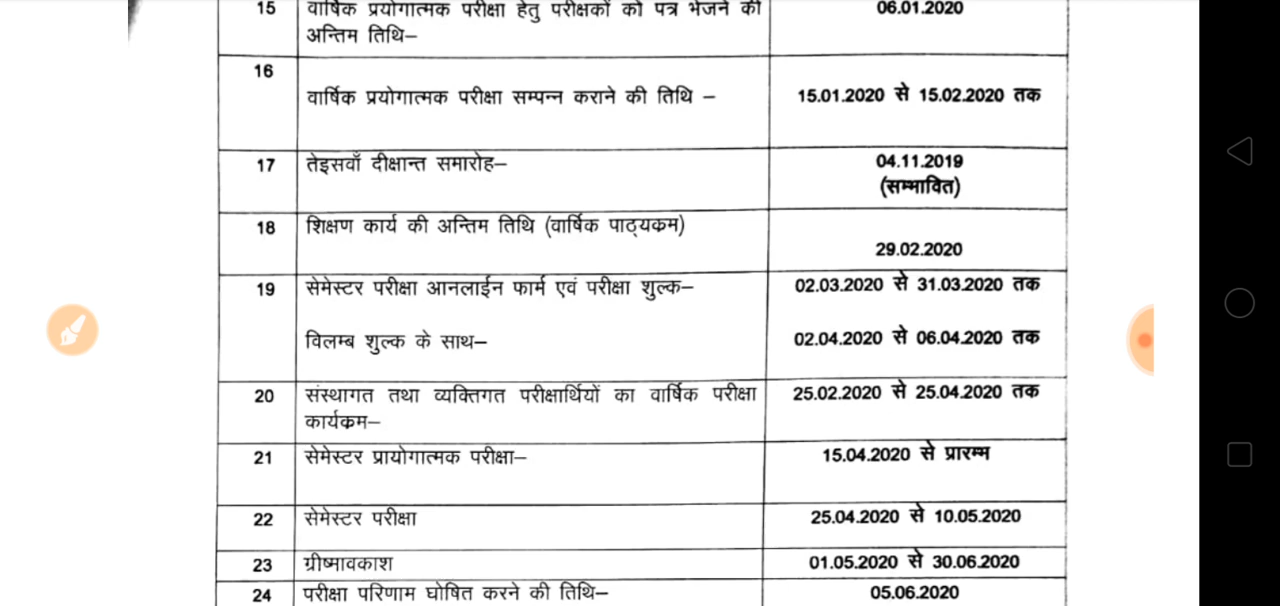 15 वार्षिक प्रयोगात्मक परीक्षा हेतु परीक्षकों को पत्र भेजने की 06.01.2020
अन्तिम तिथि–
16
वार्षिक प्रयोगात्मक परीक्षा सम्पन्न कराने की तिथि – 15.01.2020 से 15.02.2020 तक
17 तेइसवाँ दीक्षान्त समारोह– 04.11.2019
(सम्भावित)
18 शिक्षण कार्य की अन्तिम तिथि (वार्षिक पाठ्यकम)
29.02.2020
19 सेमेस्टर परीक्षा आनलाईन फार्म एवं परीक्षा शुल्क– 02.03.2020 से 31.03.2020 तक
विलम्ब शुल्क के साथ– 02.04.2020 से 06.04.2020 तक
20 संस्थागत तथा व्यक्तिगत परीक्षार्थियों का वार्षिक परीक्षा 25.02.2020 से 25.04.2020 तक
कार्यकम–
21 सेमेस्टर प्रायोगात्मक परीक्षा– 15.04.2020 से प्रारम्भ
22 सेमेस्टर परीक्षा 25.04.2020 से 10.05.2020
23 ग्रीष्मावकाश 01.05.2020 से 30.06.2020
24 परीक्षा परिणाम घोषित करने की तिथि– 05.06.2020